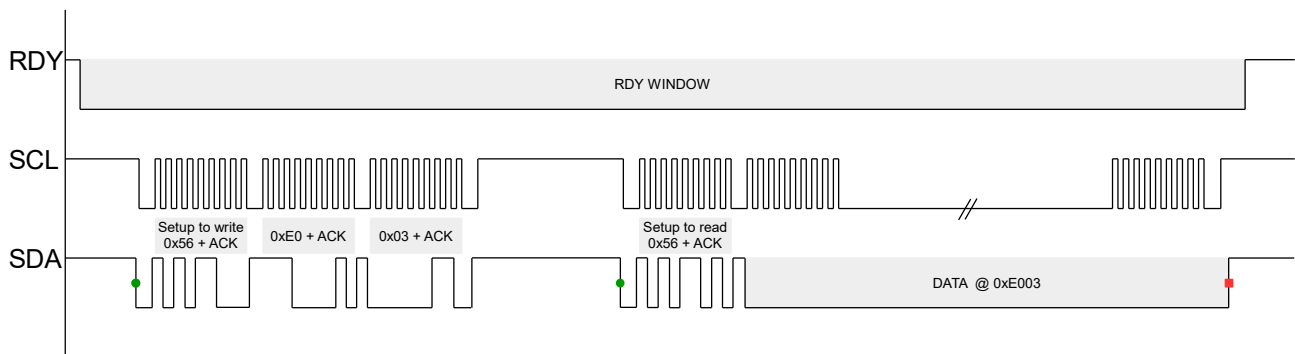 RDY
RDY WINDOW
SCL
Setup to write
0x56 + ACK
0xE0 + ACK
0x03 + ACK
Setup to read
0x56 + ACK
SDA
DATA @ 0xE003